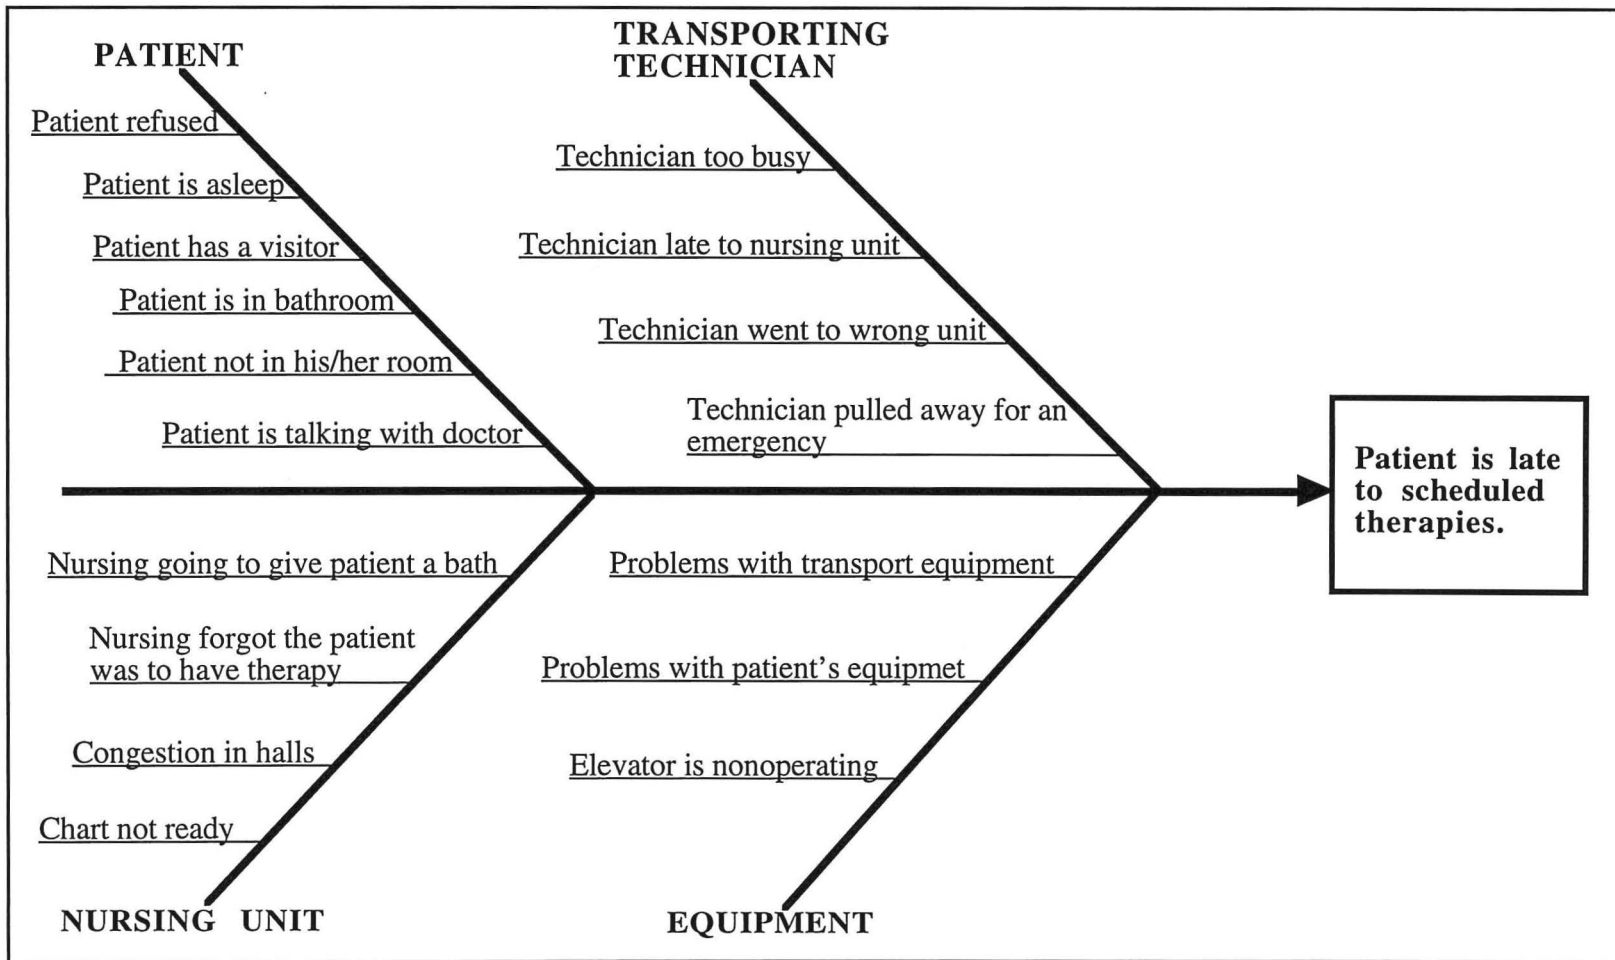 PATIENT
Patient refused
Patient is asleep
Patient has a visitor
Patient is in bathroom
Patient not in his/her room
Patient is talking with doctor
TRANSPORTING
TECHNICIAN
Technician too busy
Technician late to nursing unit
Technician went to wrong unit
Technician pulled away for an
emergency
Patient is late
to scheduled
therapies.
Nursing going to give patient a bath
Nursing forgot the patient
was to have therapy
Congestion in halls
Chart not ready
NURSING UNIT
Problems with transport equipment
Problems with patient’s equipmet
Elevator is nonoperating
EQUIPMENT